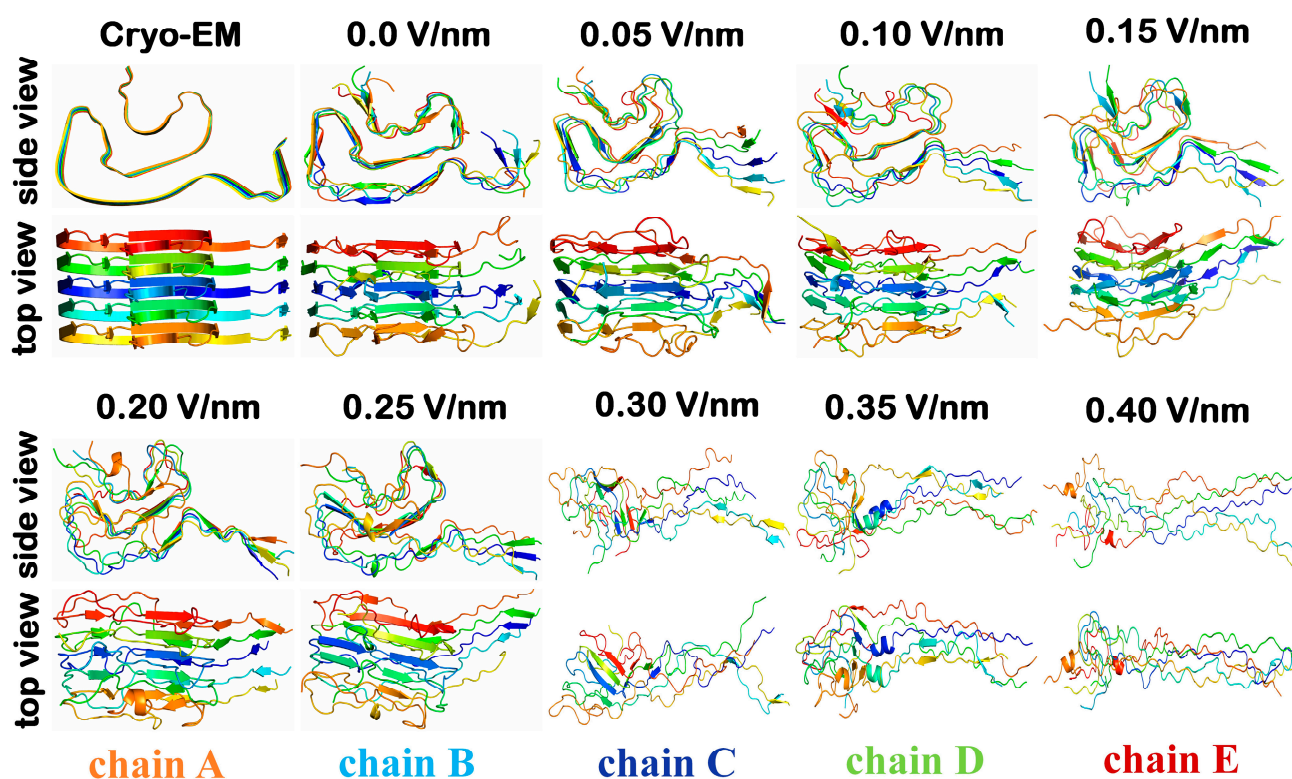 Cryo-EM 0.0 V/nm 0.05 V/nm 0.10 V/nm 0.15 V/nm
side view
top view
0.20 V/nm 0.25 V/nm 0.30 V/nm 0.35 V/nm 0.40 V/nm
side view
top view
chain A chain B chain C chain D chain E